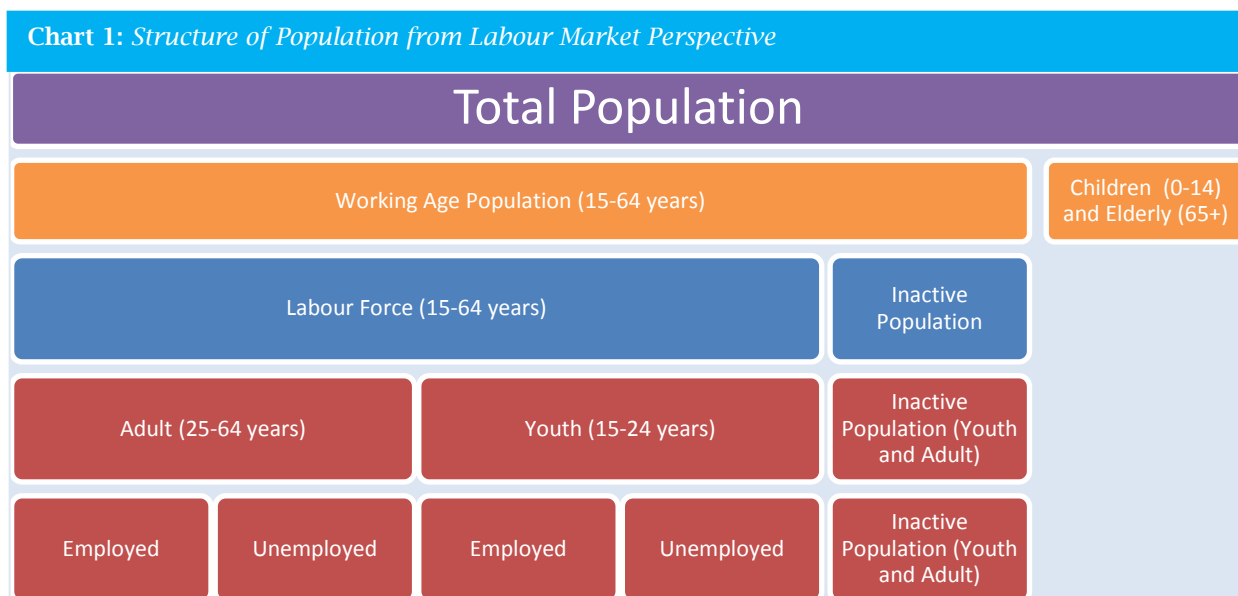 Chart 1: Structure of Population from Labour Market Perspective
Total Population
Working Age Population (15-64 years)
Children (0-14)
and Elderly (65+)
Labour Force (15-64 years)
Inactive
Population
Adult (25-64 years)
Youth (15-24 years)
Inactive
Population (Youth
and Adult)
Employed
Unemployed
Employed
Unemployed
Inactive
Population (Youth
and Adult)